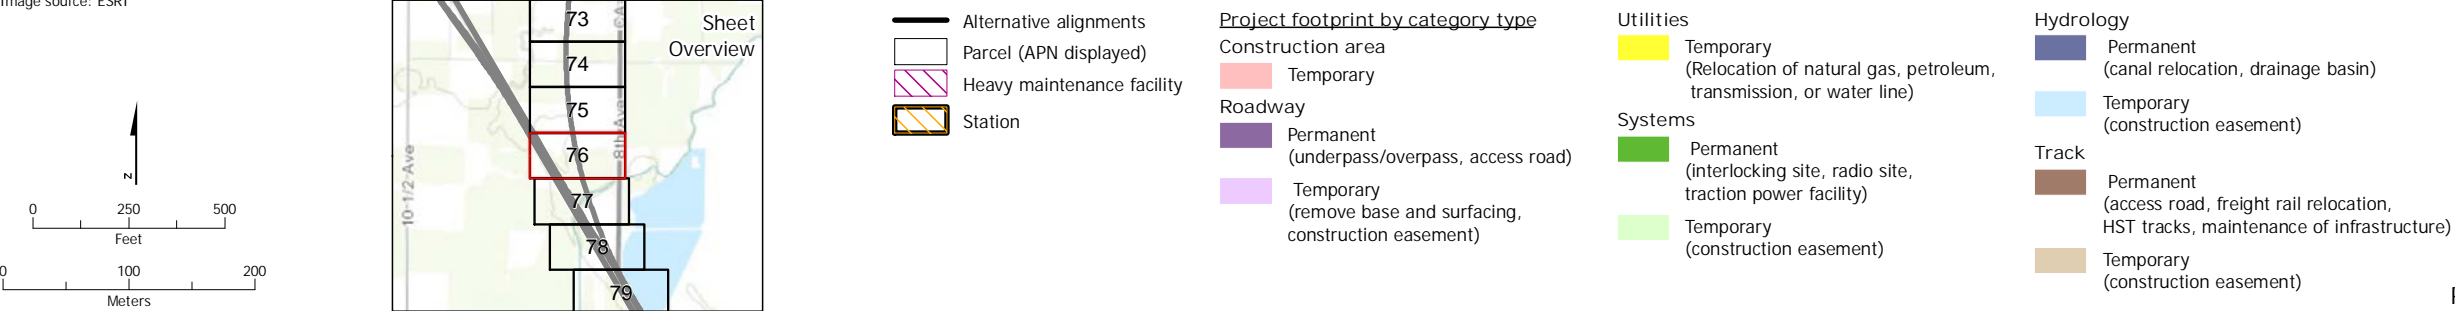 Image source: ESRI
N
0 250 500
Feet
0 100 200
Meters
Sheet
Overview
73
74
75
76
77
78
79
10-1/2-Ave
8th Ave
Alternative alignments
Parcel (APN displayed)
Heavy maintenance facility
Station
Project footprint by category type
Construction area
Temporary
Roadway
Permanent
(underpass/overpass, access road)
Temporary
(remove base and surfacing,
construction easement)
Utilities
Temporary
(Relocation of natural gas, petroleum,
transmission, or water line)
Systems
Permanent
(interlocking site, radio site,
traction power facility)
Temporary
(construction easement)
Hydrology
Permanent
(canal relocation, drainage basin)
Temporary
(construction easement)
Track
Permanent
(access road, freight rail relocation,
HST tracks, maintenance of infrastructure)
Temporary
(construction easement)